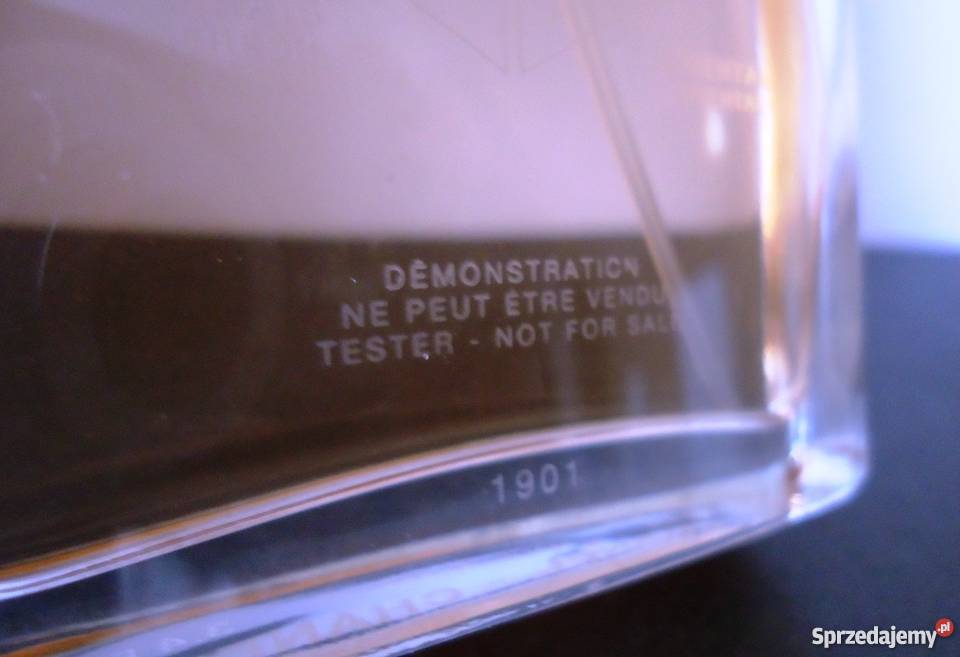 DÉMONSTRATION
NE PEUT ÊTRE VENDU
TESTER - NOT FOR SALE
1901
Sprzedajemy.pl